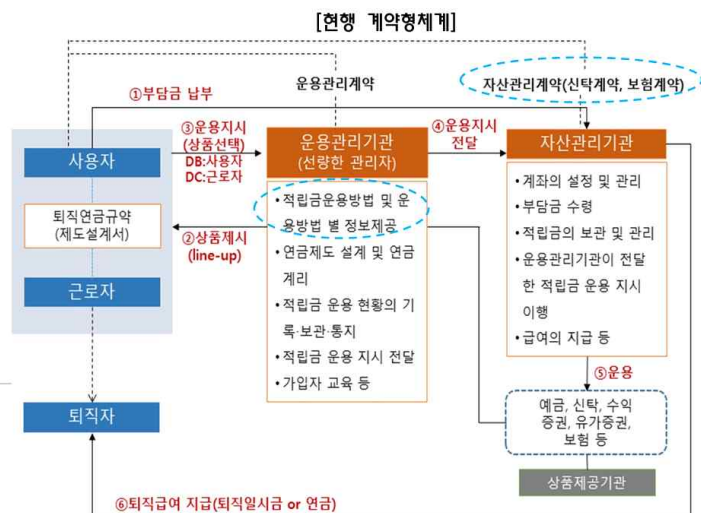 [현행 계약형체계]
운용관리계약
자산관리계약(신탁계약, 보험계약)
①부담금 납부
사용자
퇴직연금규약
(제도설계서)
근로자
퇴직자
③운용지시
(상품선택)
DB:사용자
DC:근로자
②상품제시
(line-up)
운용관리기관
(선량한 관리자)
•적립금운용방법 및 운
용방법 별 정보제공
•연금제도 설계 및 연금
계리
•적립금 운용 현황의 기
록·보관·통지
•적립금 운용 지시 전달
•가입자 교육 등
④운용지시
전달
자산관리기관
•계좌의 설정 및 관리
•부담금 수령
•적립금의 보관 및 관리
•운용관리기관이 전달
한 적립금 운용 지시
이행
•급여의 지급 등
⑤운용
예금, 신탁, 수익
증권, 유가증권,
보험 등
상품제공기관
⑥퇴직급여 지급(퇴직일시금 or 연금)